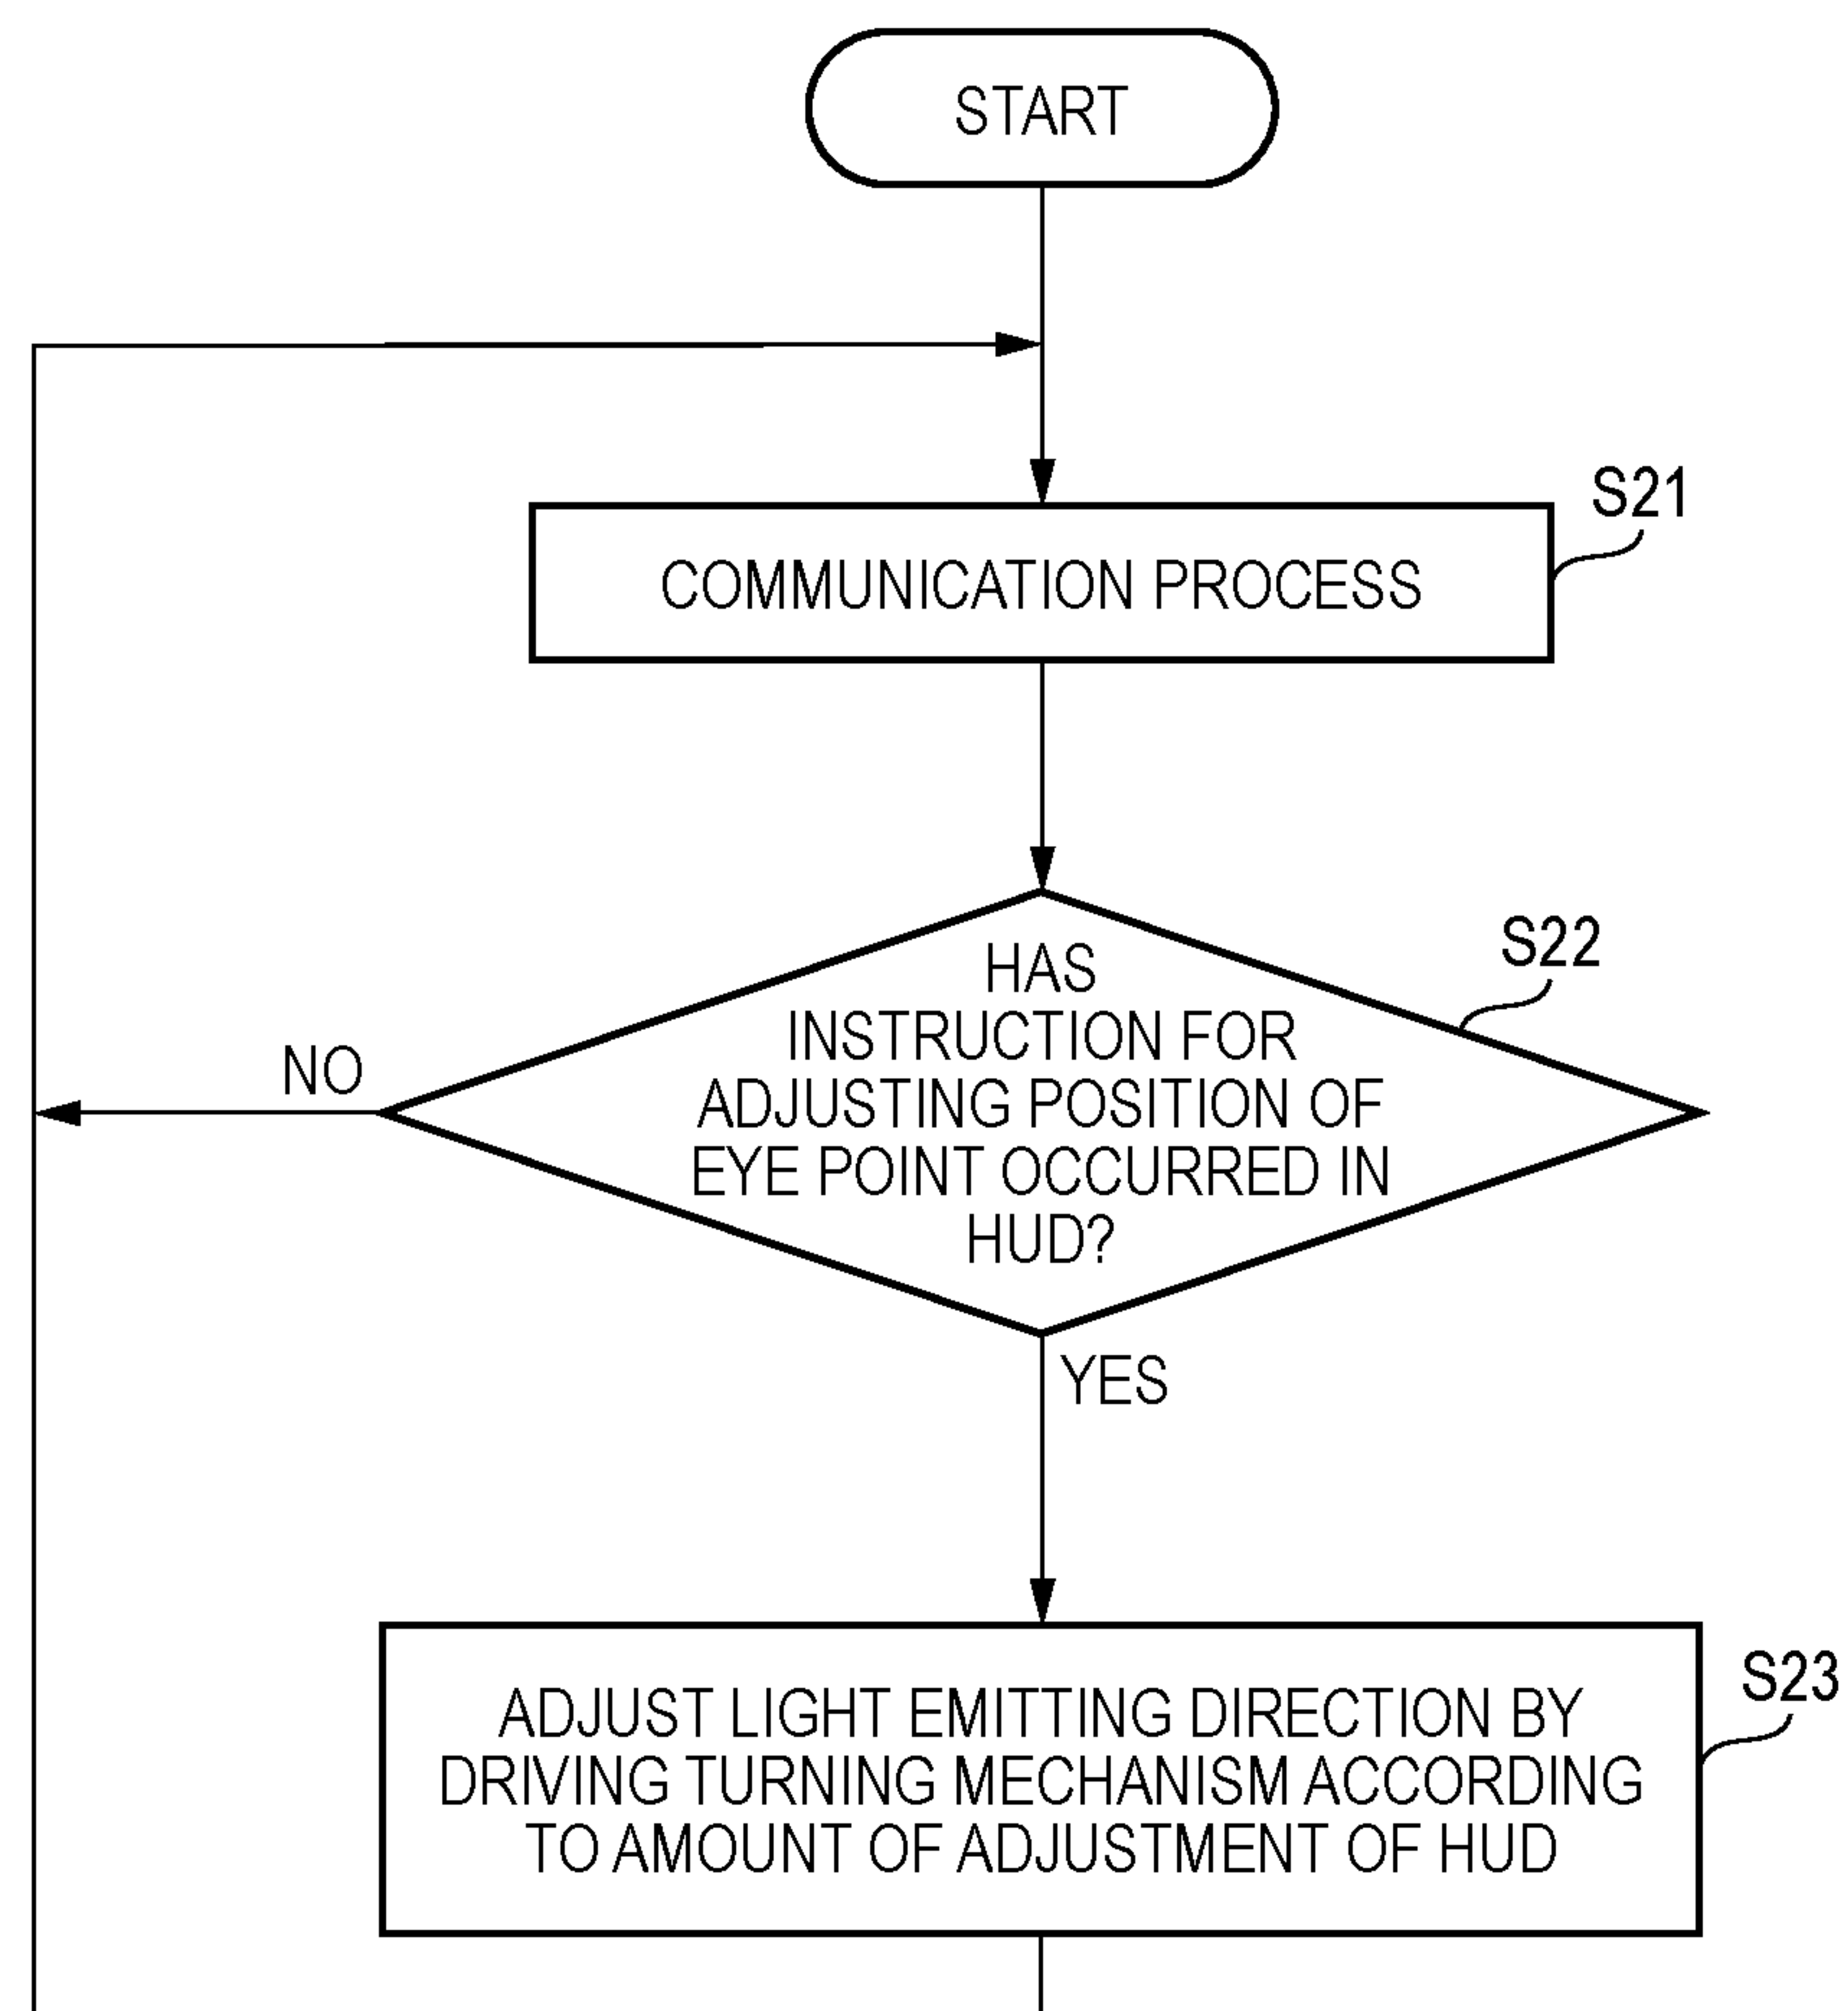 START
S21
COMMUNICATION PROCESS
S22
HAS
INSTRUCTION FOR
ADJUSTING POSITION OF
EYE POINT OCCURRED IN
HUD?
NO
YES
S23
ADJUST LIGHT EMITTING DIRECTION BY
DRIVING TURNING MECHANISM ACCORDING
TO AMOUNT OF ADJUSTMENT OF HUD